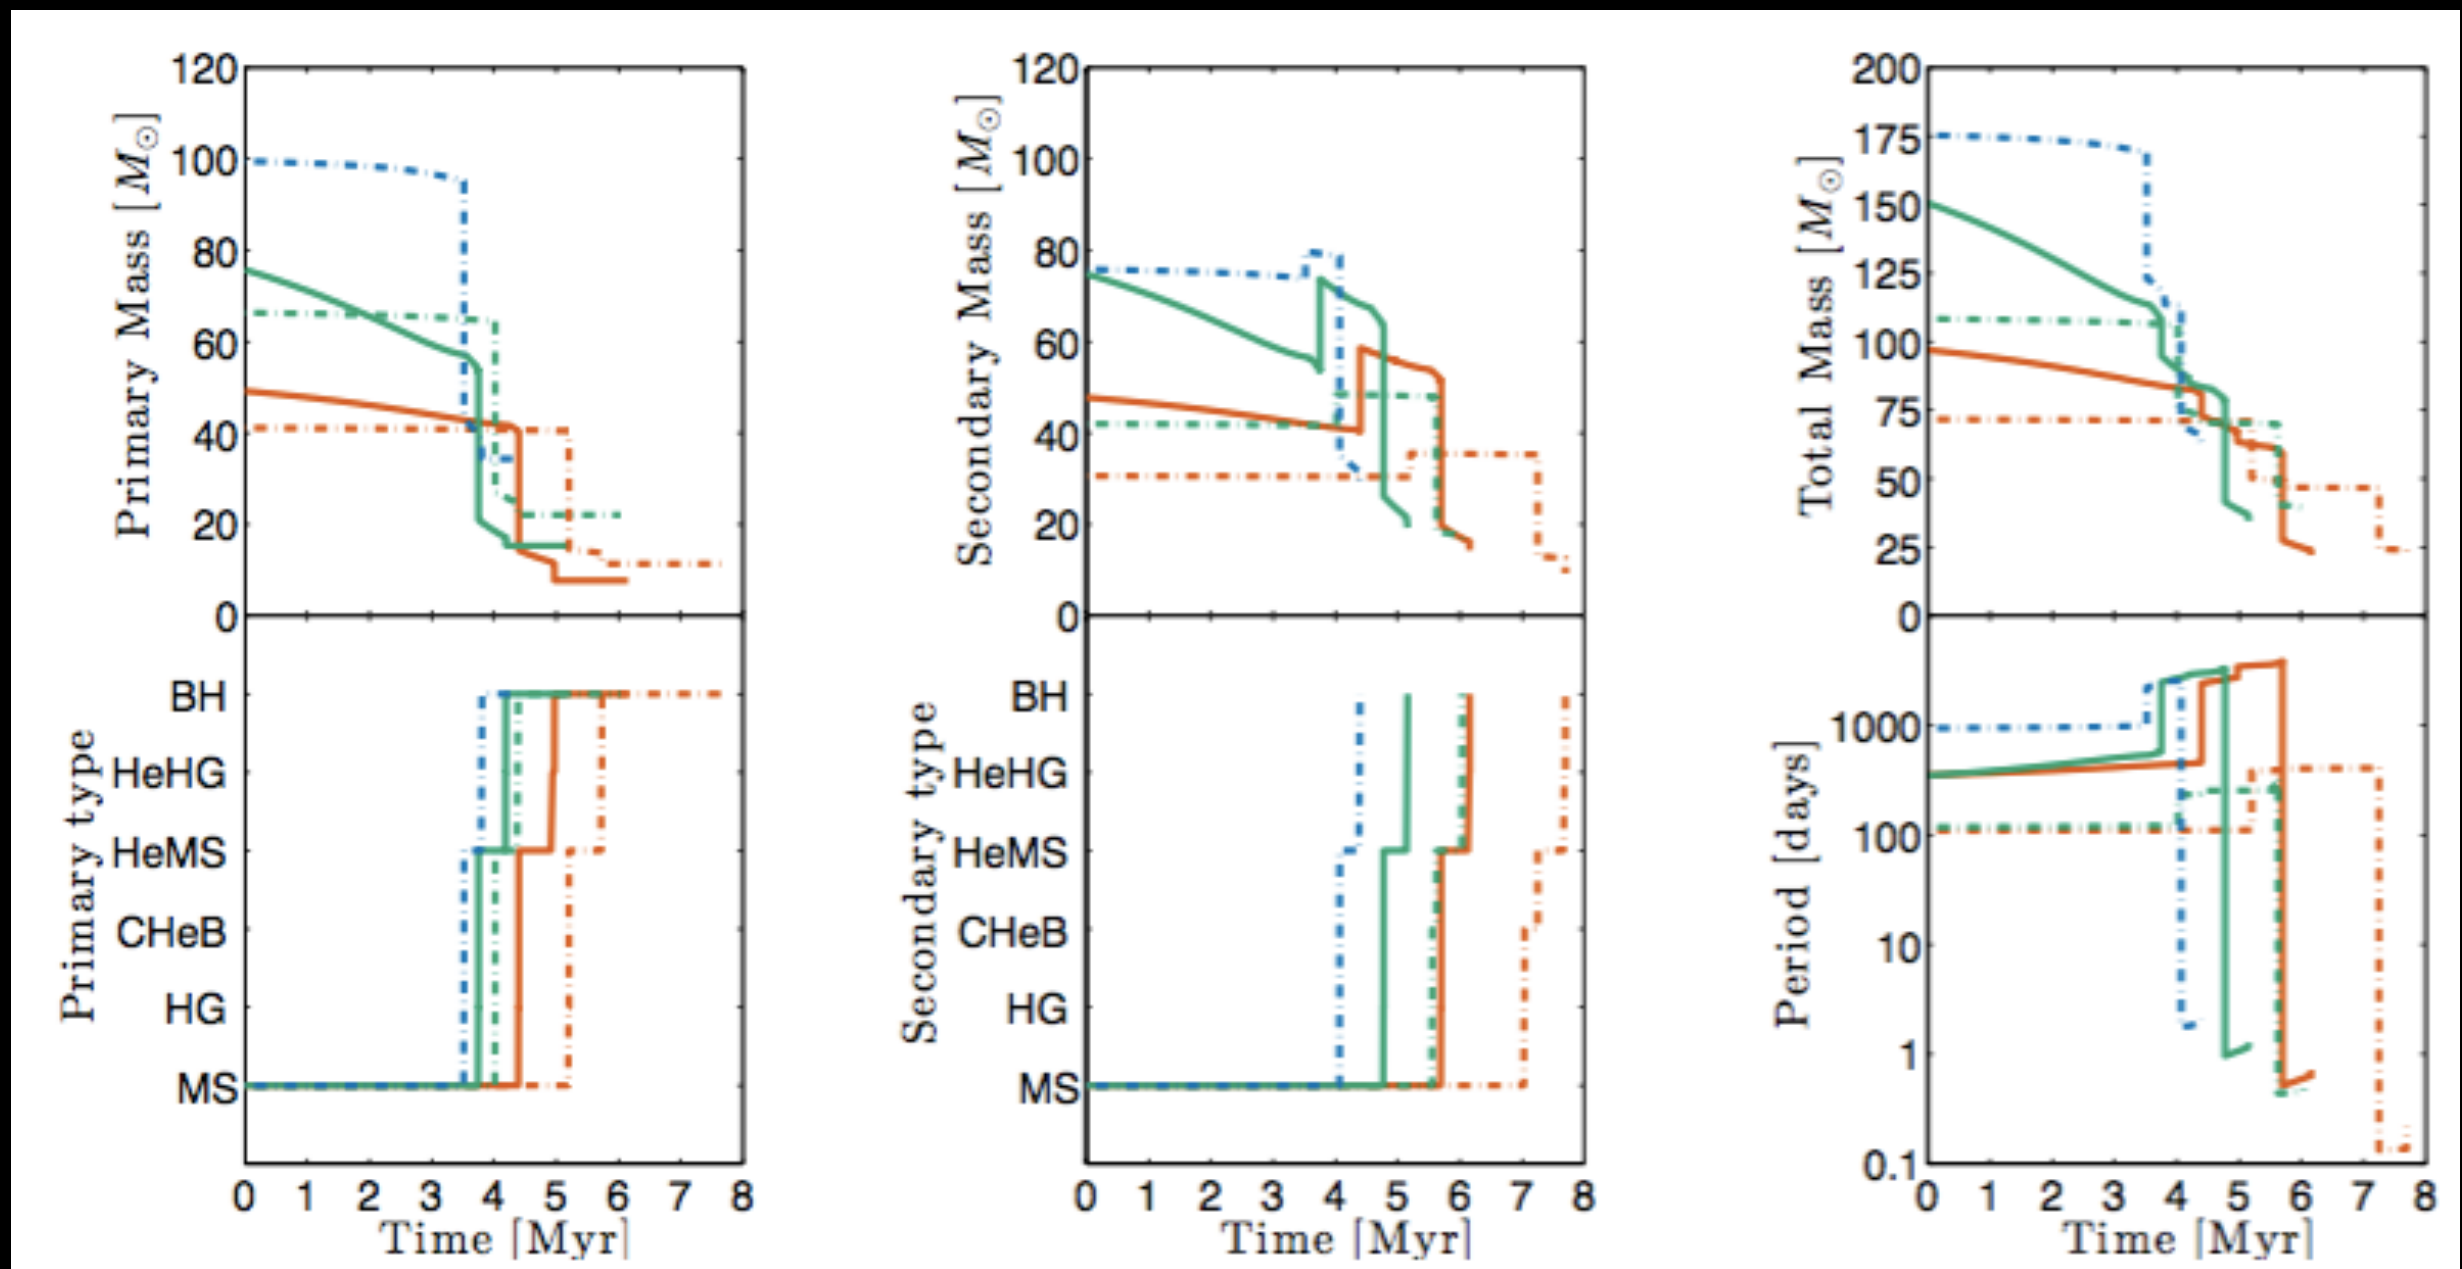 120
100
80
60
40
20
0
Primary Mass [M⊙]
120
100
80
60
40
20
0
Secondary Mass [M⊙]
200
175
150
125
100
75
50
25
0
Total Mass [M⊙]
BH
HeHG
HeMS
CHeB
HG
MS
Primary type
0 1 2 3 4 5 6 7 8
Time [Myr]
BH
HeHG
HeMS
CHeB
HG
MS
Secondary type
0 1 2 3 4 5 6 7 8
Time [Myr]
1000
100
10
1
0.1
Period [days]
0 1 2 3 4 5 6 7 8
Time [Myr]